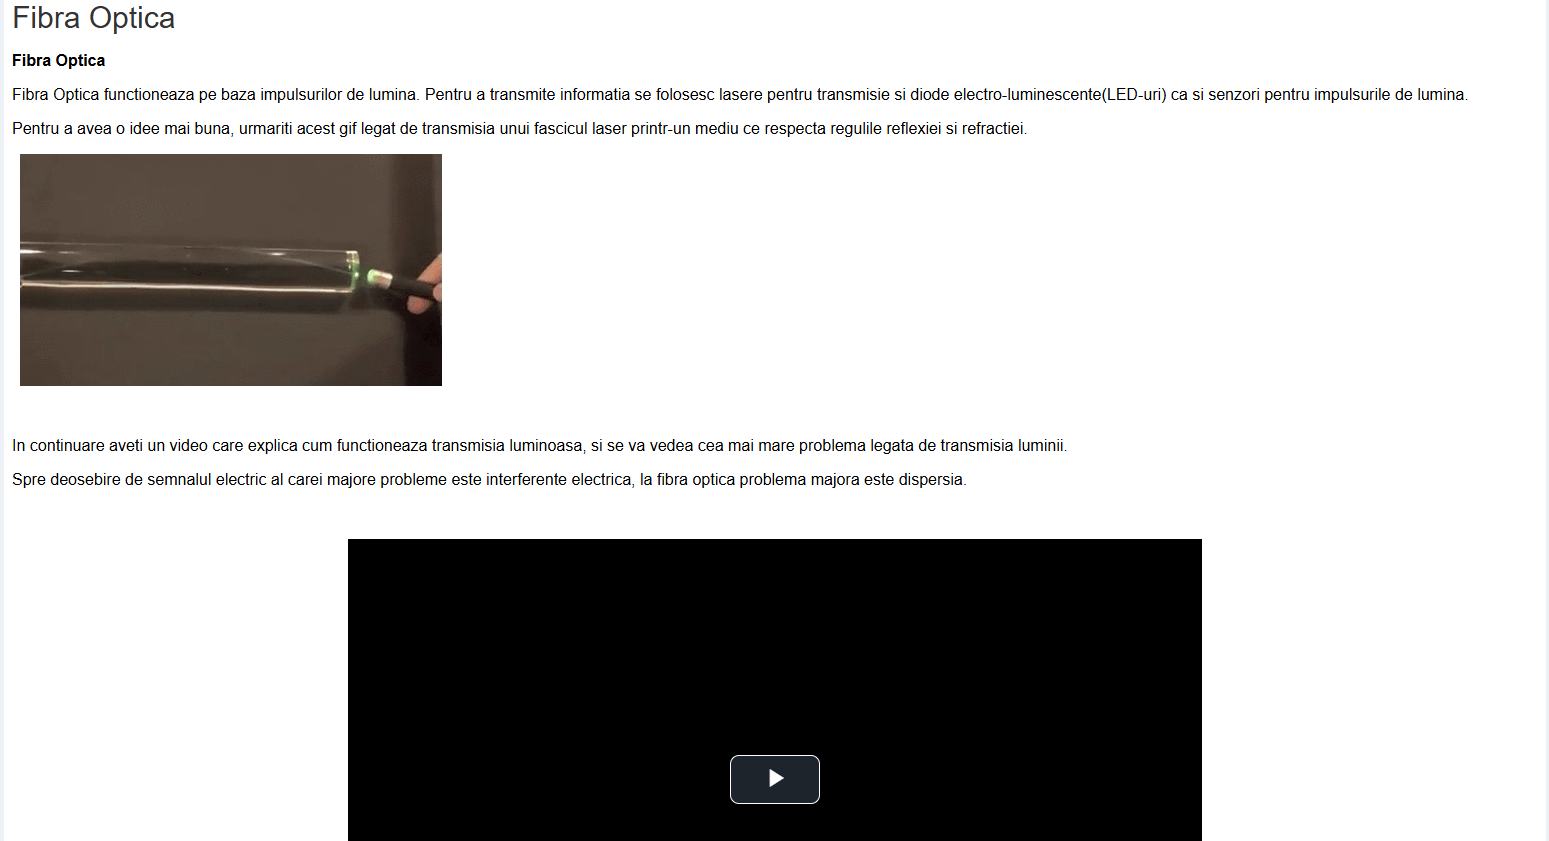 Fibra Optica
Fibra Optica
Fibra Optica functioneaza pe baza impulsurilor de lumina. Pentru a transmite informatia se folosesc lasere pentru transmisie si diode electro-luminescente(LED-uri) ca si senzori pentru impulsurile de lumina.
Pentru a avea o idee mai buna, urmariti acest gif legat de transmisia unui fascicul laser printr-un mediu ce respecta regulile reflexiei si refractiei.
In continuare aveti un video care explica cum functioneaza transmisia luminoasa, si se va vedea cea mai mare problema legata de transmisia luminii.
Spre deosebire de semnalul electric al carei majore probleme este interferente electrica, la fibra optica problema majora este dispersia.